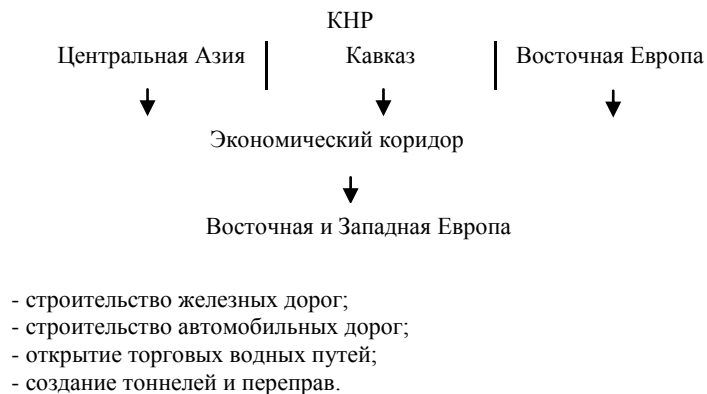 КНР
Центральная Азия Кавказ Восточная Европа
Экономический коридор
Восточная и Западная Европа
- строительство железных дорог;
- строительство автомобильных дорог;
- открытие торговых водных путей;
- создание тоннелей и переправ.